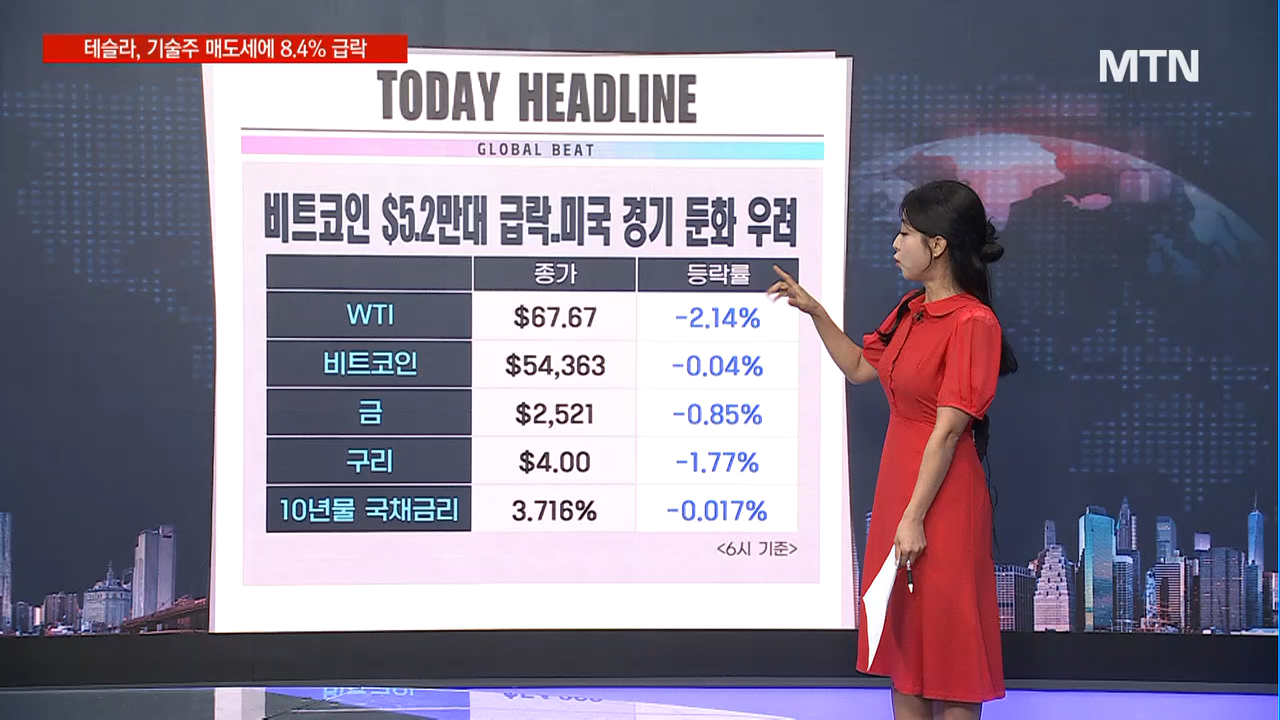 테슬라, 기술주 매도세에 8.4% 급락
MTN
TODAY HEADLINE
GLOBAL BEAT
비트코인 $5.2만대 급락..미국 경기 둔화 우려
종가 등락률
WTI $67.67 -2.14%
비트코인 $54,363 -0.04%
금 $2,521 -0.85%
구리 $4.00 -1.77%
10년물 국채금리 3.716% -0.017%
<6시 기준>